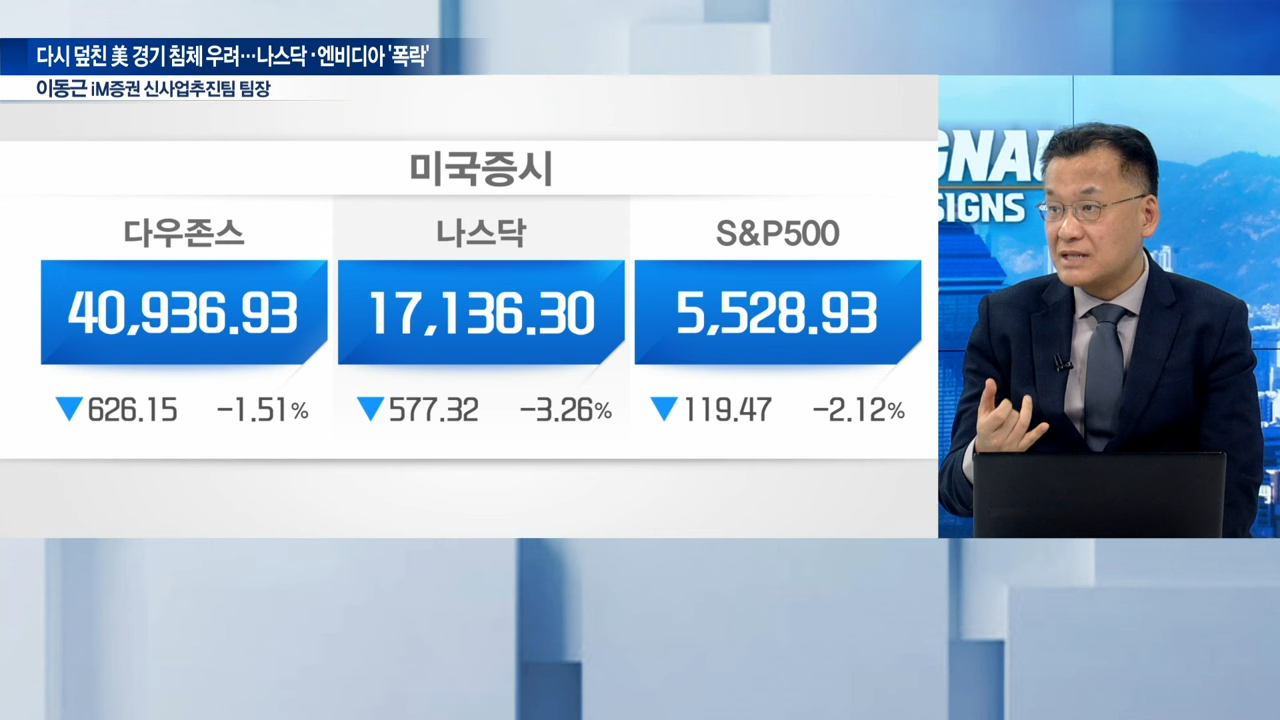 다시 덮친 美 경기 침체 우려…나스닥·엔비디아 '폭락'
이동근 iM증권 신사업추진팀 팀장
미국증시
다우존스 나스닥 S&P500
40,936.93 17,136.30 5,528.93
▼626.15 -1.51% ▼577.32 -3.26% ▼119.47 -2.12%
SIGNS